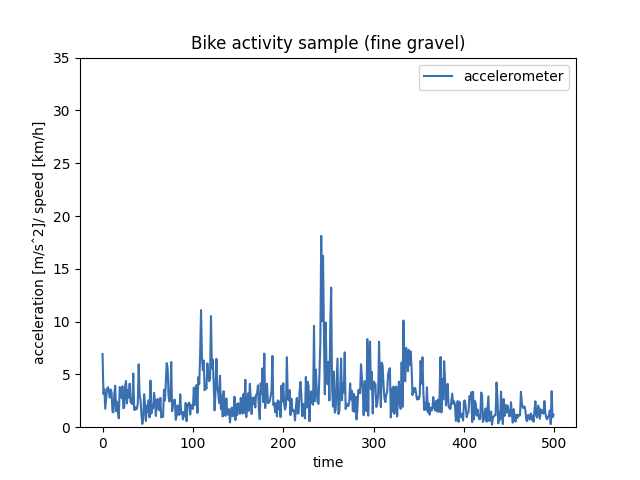 Bike activity sample (fine gravel)
accelerometer
35
30
25
20
15
10
5
0
acceleration [m/s^2]/ speed [km/h]
0 100 200 300 400 500
time